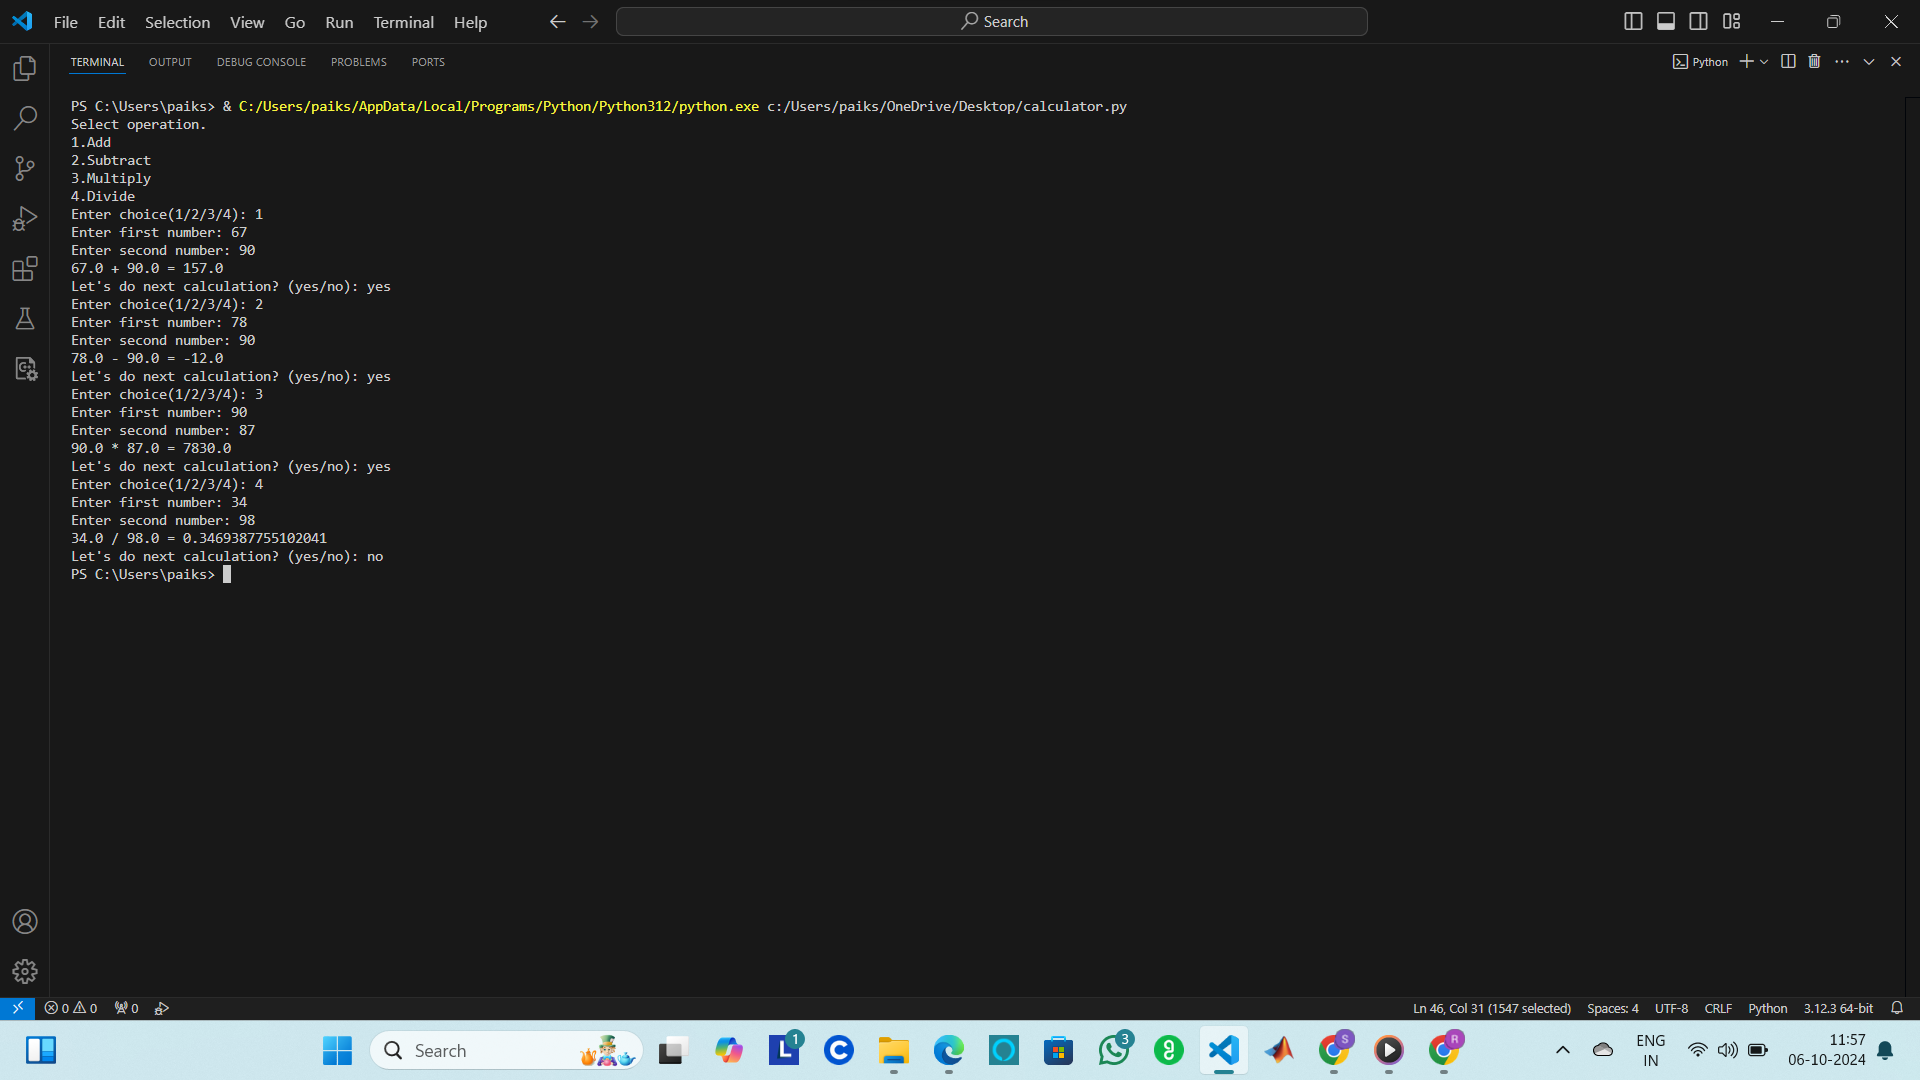 File Edit Selection View Go Run Terminal Help
Search
TERMINAL OUTPUT DEBUG CONSOLE PROBLEMS PORTS
Python
PS C:\Users\paiks> & C:/Users/paiks/AppData/Local/Programs/Python/Python312/python.exe c:/Users/paiks/OneDrive/Desktop/calculator.py
Select operation.
1.Add
2.Subtract
3.Multiply
4.Divide
Enter choice(1/2/3/4): 1
Enter first number: 67
Enter second number: 90
67.0 + 90.0 = 157.0
Let's do next calculation? (yes/no): yes
Enter choice(1/2/3/4): 2
Enter first number: 78
Enter second number: 90
78.0 - 90.0 = -12.0
Let's do next calculation? (yes/no): yes
Enter choice(1/2/3/4): 3
Enter first number: 90
Enter second number: 87
90.0 * 87.0 = 7830.0
Let's do next calculation? (yes/no): yes
Enter choice(1/2/3/4): 4
Enter first number: 34
Enter second number: 98
34.0 / 98.0 = 0.3469387755102041
Let's do next calculation? (yes/no): no
PS C:\Users\paiks>
0 0 0 Ln 46, Col 31 (1547 selected) Spaces: 4 UTF-8 CRLF Python 3.12.3 64-bit
Search L 1 C 3 S R ENG 11:57
IN 06-10-2024